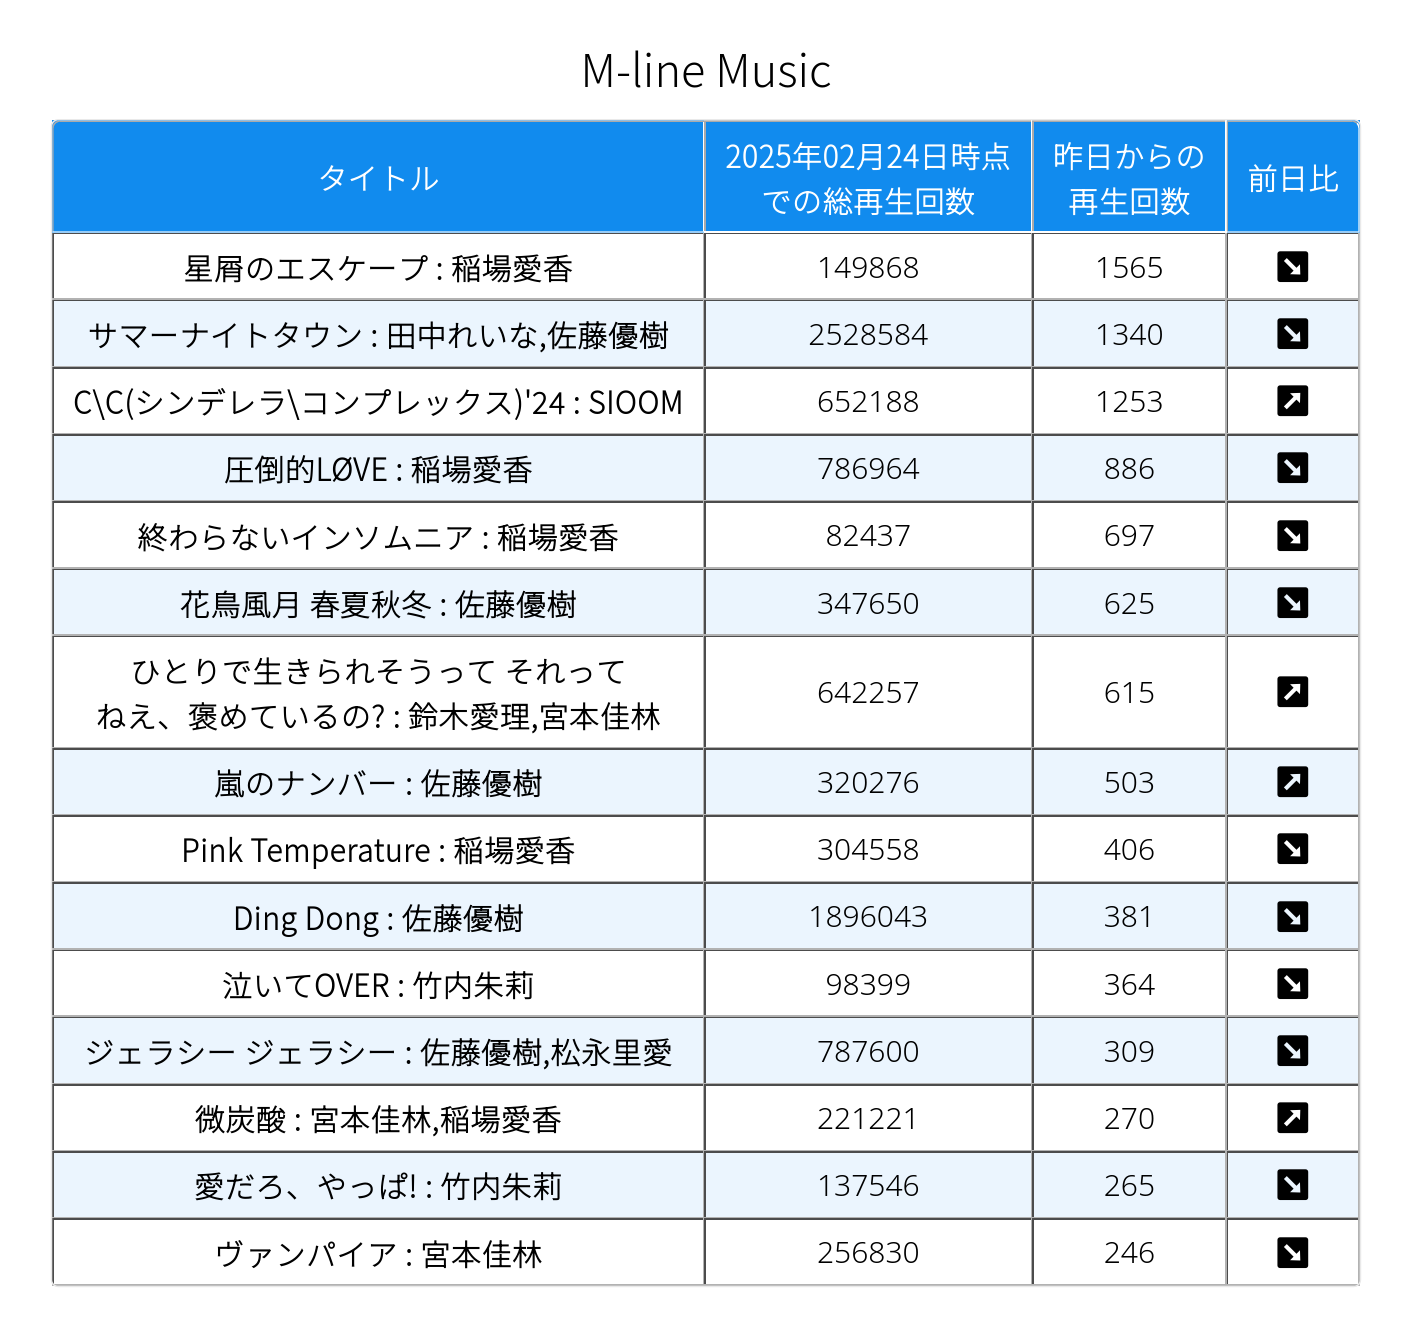 M-line Music
タイトル
2025年02月24日時点
での総再生回数
昨日からの
再生回数
前日比
星屑のエスケープ : 稲場愛香 149868 1565 ↘
サマーナイトタウン : 田中れいな,佐藤優樹 2528584 1340 ↘
C\C(シンデレラ\コンプレックス)'24 : SIOOM 652188 1253 ↗
圧倒的LØVE : 稲場愛香 786964 886 ↘
終わらないインソムニア : 稲場愛香 82437 697 ↘
花鳥風月 春夏秋冬 : 佐藤優樹 347650 625 ↘
ひとりで生きられそうって それって
ねえ、褒めているの? : 鈴木愛理,宮本佳林 642257 615 ↗
嵐のナンバー : 佐藤優樹 320276 503 ↗
Pink Temperature : 稲場愛香 304558 406 ↘
Ding Dong : 佐藤優樹 1896043 381 ↘
泣いてOVER : 竹内朱莉 98399 364 ↘
ジェラシー ジェラシー : 佐藤優樹,松永里愛 787600 309 ↘
微炭酸 : 宮本佳林,稲場愛香 221221 270 ↗
愛だろ、やっぱ! : 竹内朱莉 137546 265 ↘
ヴァンパイア : 宮本佳林 256830 246 ↘